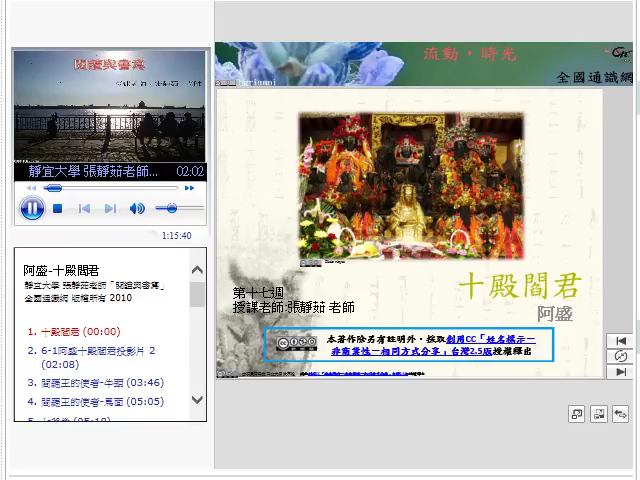 閱讀與書寫
靜宜大學 張靜茹老師... 02:02
1:15:40
阿盛-十殿閻君
靜宜大學 張靜茹老師「閱讀與書寫」
全國通識網 版權所有 2010
1. 十殿閻君 (00:00)
2. 6-1阿盛十殿閻君投影片 2
(02:08)
3. 閻羅王的使者-牛頭 (03:46)
4. 閻羅王的使者-馬面 (05:05)
流動・時光
全國通識網
十殿閻君
阿盛
第十七週
授課老師:張靜茹 老師
本著作除另有註明外，採取創用CC「姓名標示－
非商業性－相同方式分享」台灣2.5版授權釋出